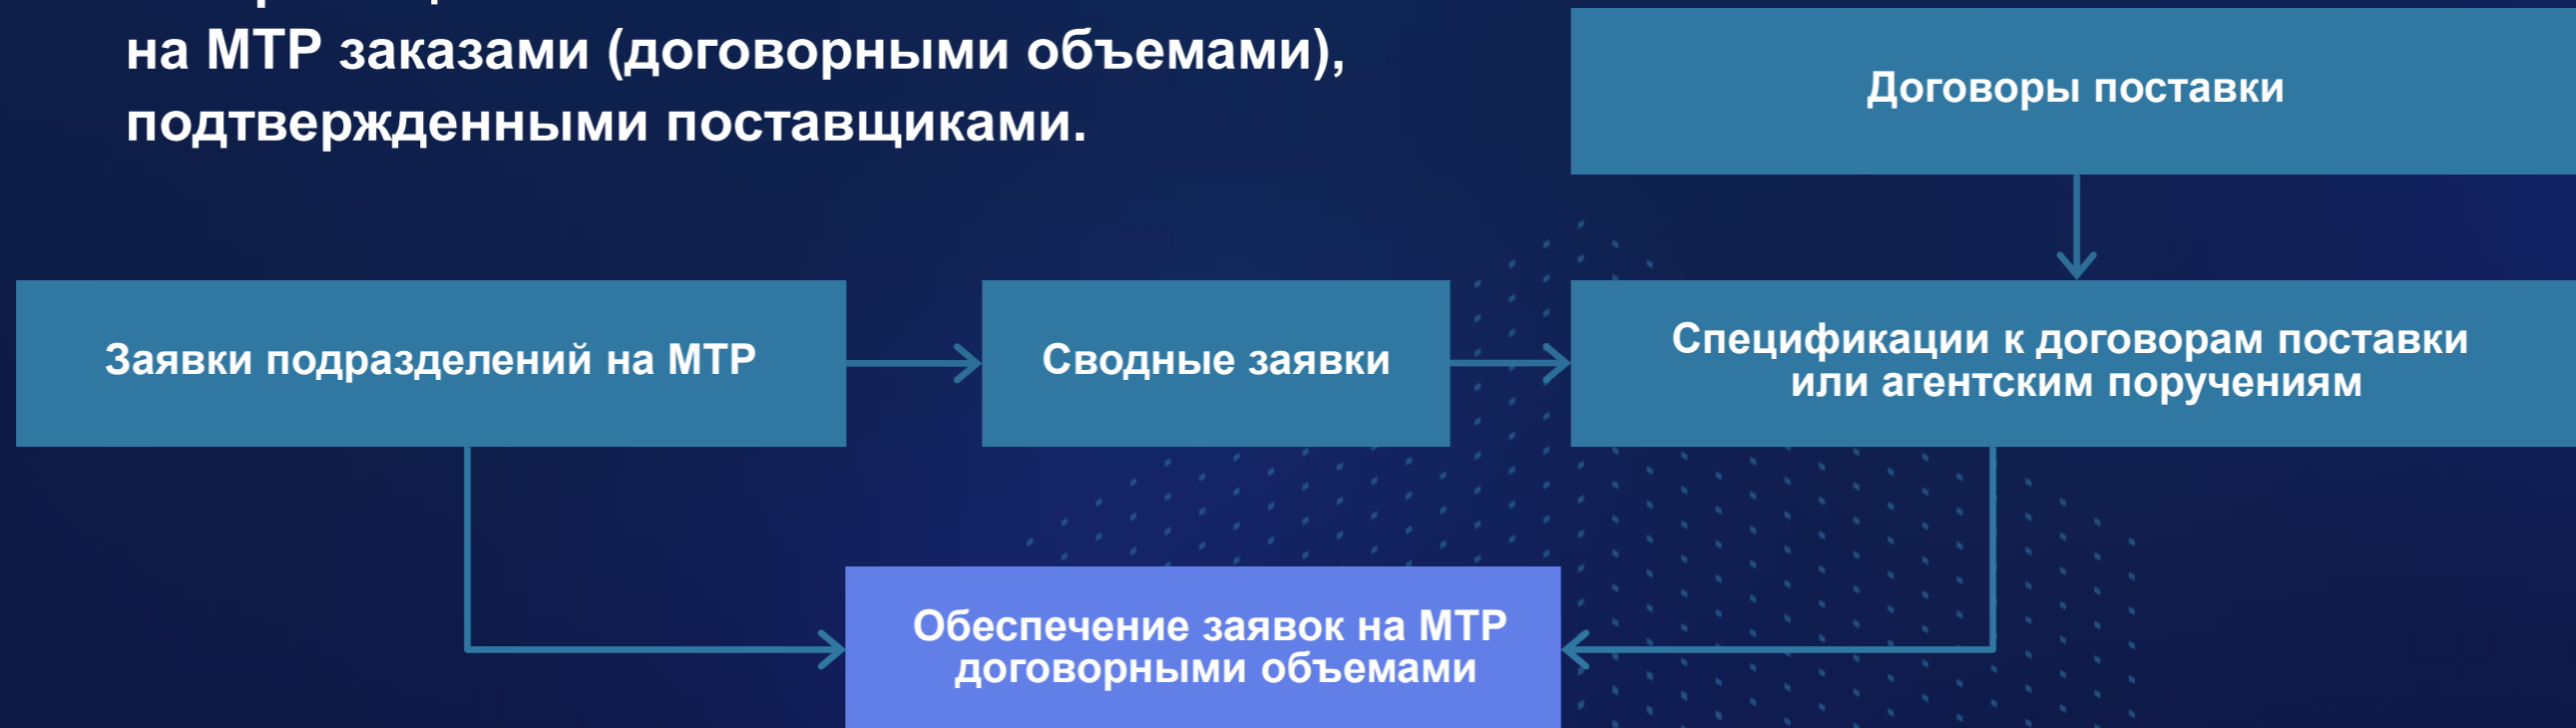 на МТР заказами (договорными объемами),
подтвержденными поставщиками.
Договоры поставки
Заявки подразделений на МТР
Сводные заявки
Спецификации к договорам поставки
или агентским поручениям
Обеспечение заявок на МТР
договорными объемами